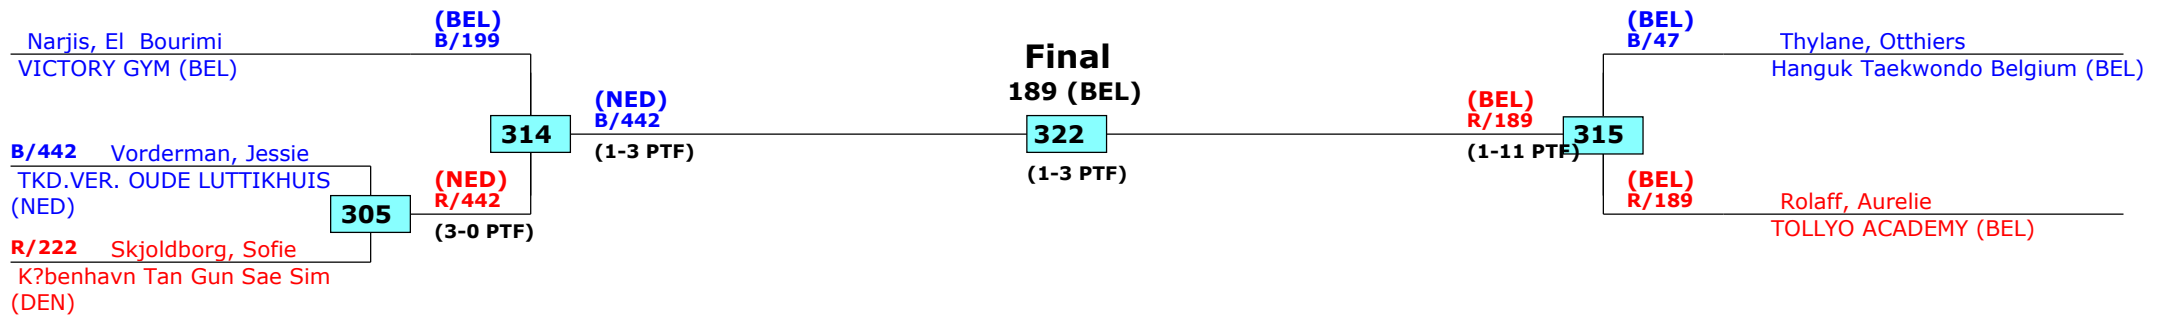 (BEL)
B/199
Narjis, El  Bourimi
VICTORY GYM (BEL)
B/442 Vorderman, Jessie
TKD.VER. OUDE LUTTIKHUIS
(NED)
R/222 Skjoldborg, Sofie
K?benhavn Tan Gun Sae Sim
(DEN)
305
(NED)
R/442
(3-0 PTF)
314
(NED)
B/442
(1-3 PTF)
Final
189 (BEL)
322
(1-3 PTF)
(BEL)
R/189
(1-11 PTF)
315
(BEL)
B/47
Thylane, Otthiers
Hanguk Taekwondo Belgium (BEL)
(BEL)
R/189
Rolaff, Aurelie
TOLLYO ACADEMY (BEL)